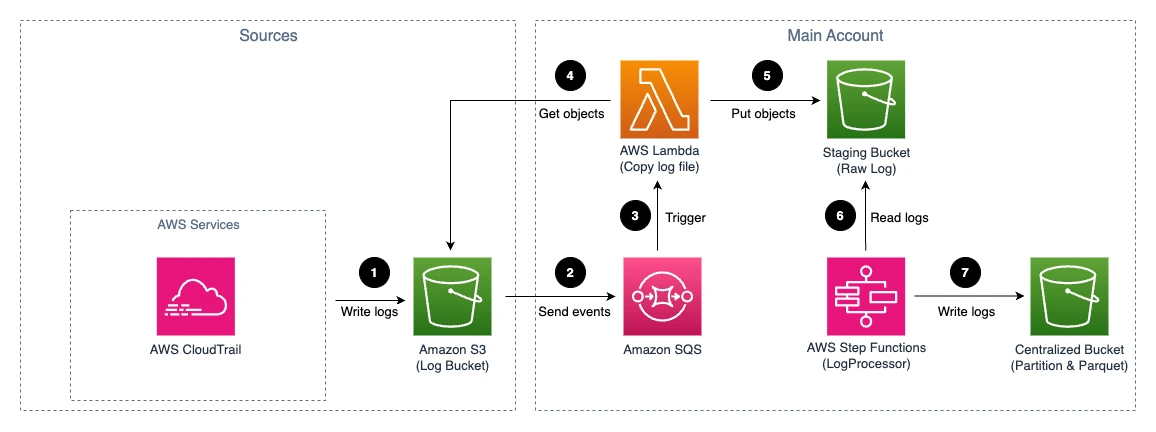 Sources
Main Account
4
Get objects
5
Put objects
AWS Lambda
(Copy log file)
Staging Bucket
(Raw Log)
3
Trigger
6
Read logs
AWS Services
1
Write logs
2
Send events
7
Write logs
AWS CloudTrail
Amazon S3
(Log Bucket)
Amazon SQS
AWS Step Functions
(LogProcessor)
Centralized Bucket
(Partition & Parquet)